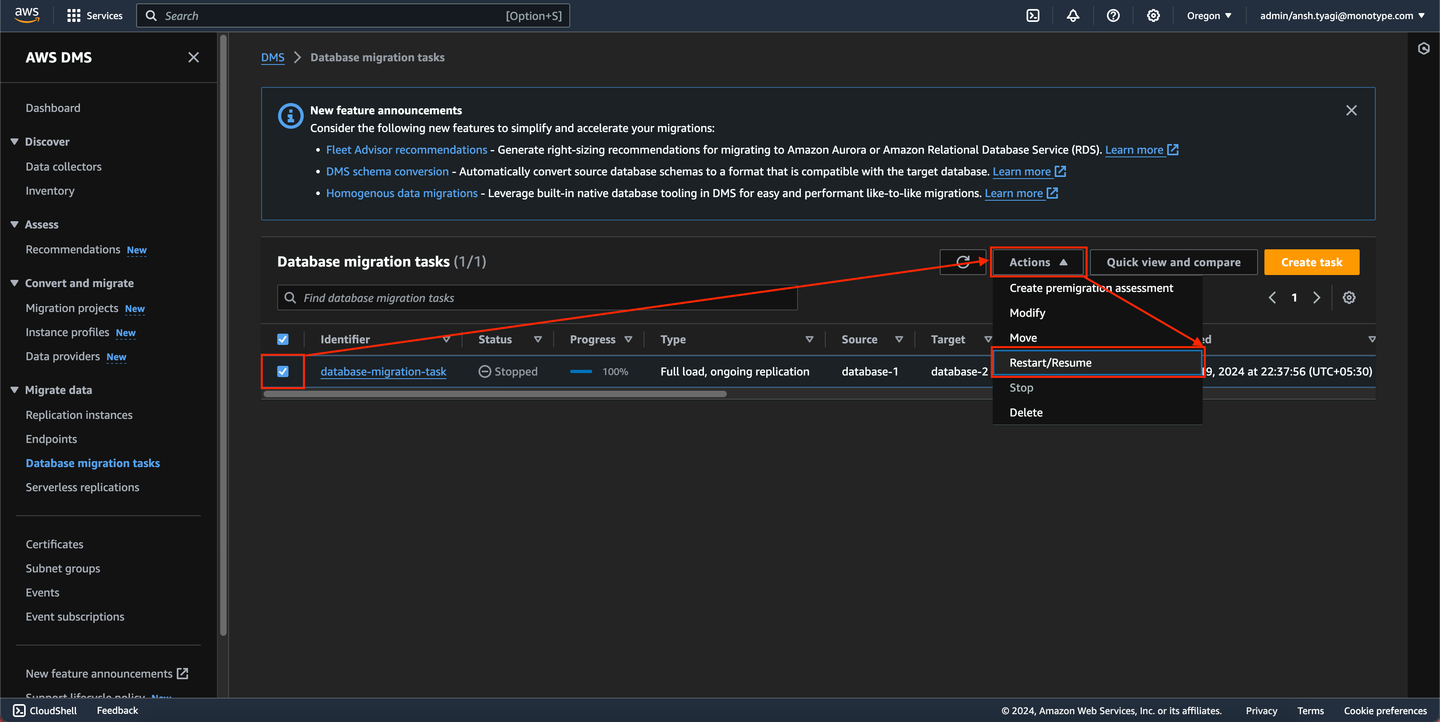 aws
Services
Search
[Option+S]
Oregon
admin/ansh.tyagi@monotype.com
AWS DMS
Dashboard
Discover
Data collectors
Inventory
Assess
Recommendations New
Convert and migrate
Migration projects New
Instance profiles New
Data providers New
Migrate data
Replication instances
Endpoints
Database migration tasks
Serverless replications
Certificates
Subnet groups
Events
Event subscriptions
New feature announcements
Support lifecycle policy New
DMS > Database migration tasks
New feature announcements
Consider the following new features to simplify and accelerate your migrations:
• Fleet Advisor recommendations - Generate right-sizing recommendations for migrating to Amazon Aurora or Amazon Relational Database Service (RDS). Learn more
• DMS schema conversion - Automatically convert source database schemas to a format that is compatible with the target database. Learn more
• Homogenous data migrations - Leverage built-in native database tooling in DMS for easy and performant like-to-like migrations. Learn more
Database migration tasks (1/1)
Actions
Quick view and compare
Create task
Find database migration tasks
1
Create premigration assessment
Modify
Move
Restart/Resume
Stop
Delete
Identifier Status Progress Type Source Target
database-migration-task Stopped 100% Full load, ongoing replication database-1 database-2 9, 2024 at 22:37:56 (UTC+05:30)
CloudShell Feedback © 2024, Amazon Web Services, Inc. or its affiliates. Privacy Terms Cookie preferences